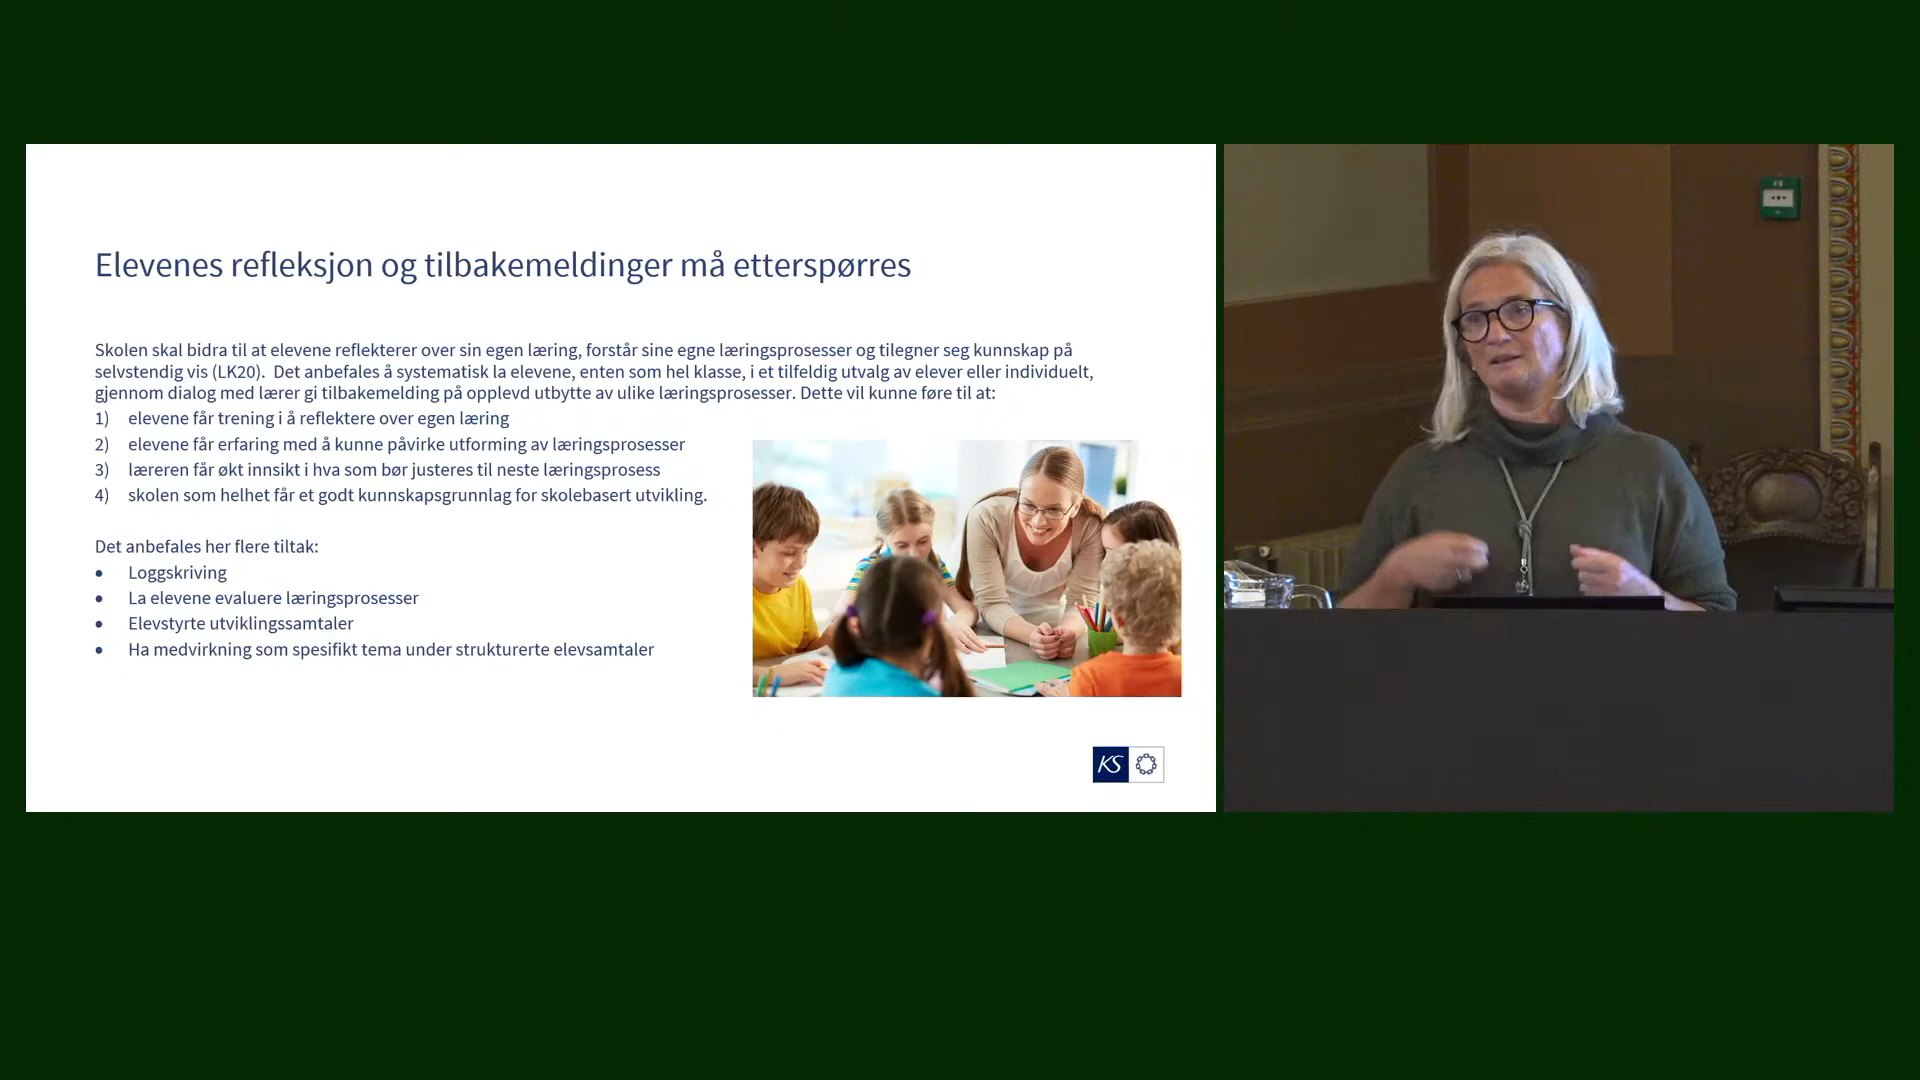 Elevenes refleksjon og tilbakemeldinger må etterspørres
Skolen skal bidra til at elevene reflekterer over sin egen læring, forstår sine egne læringsprosesser og tilegner seg kunnskap på
selvstendig vis (LK20).  Det anbefales å systematisk la elevene, enten som hel klasse, i et tilfeldig utvalg av elever eller individuelt,
gjennom dialog med lærer gi tilbakemelding på opplevd utbytte av ulike læringsprosesser. Dette vil kunne føre til at:
1) elevene får trening i å reflektere over egen læring
2) elevene får erfaring med å kunne påvirke utforming av læringsprosesser
3) læreren får økt innsikt i hva som bør justeres til neste læringsprosess
4) skolen som helhet får et godt kunnskapsgrunnlag for skolebasert utvikling.
Det anbefales her flere tiltak:
• Loggskriving
• La elevene evaluere læringsprosesser
• Elevstyrte utviklingssamtaler
• Ha medvirkning som spesifikt tema under strukturerte elevsamtaler
KS